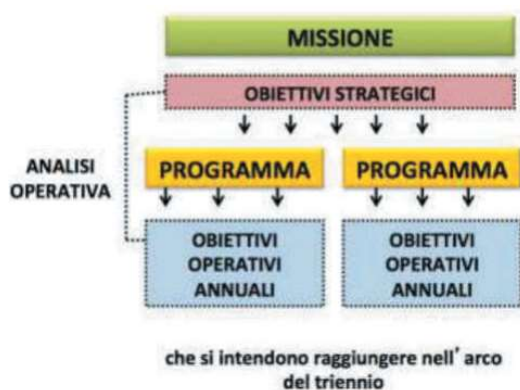 MISSIONE
OBIETTIVI STRATEGICI
ANALISI
OPERATIVA
PROGRAMMA
PROGRAMMA
OBIETTIVI
OPERATIVI
ANNUALI
OBIETTIVI
OPERATIVI
ANNUALI
che si intendono raggiungere nell' arco
del triennio